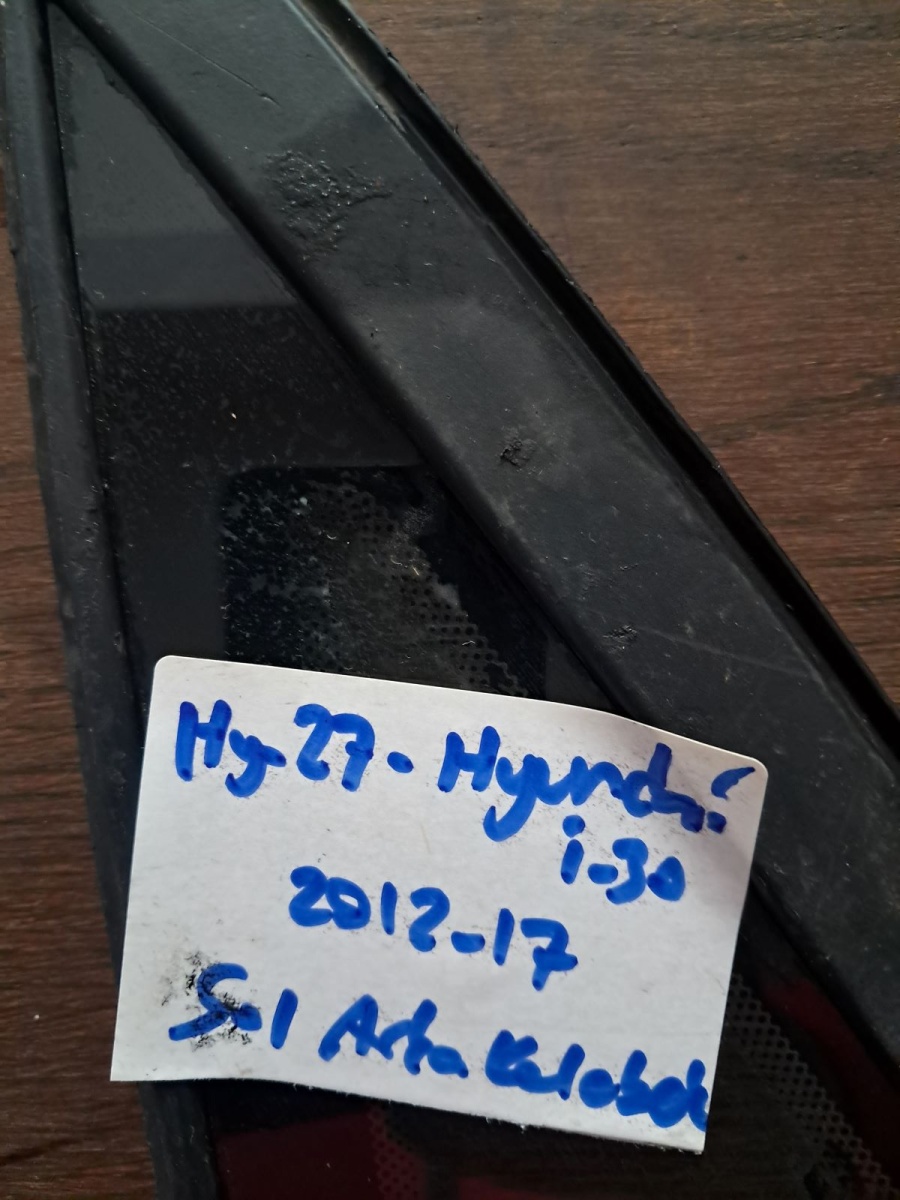 Hy-27-Hyundai
i-30
2012-17
Sol Arka Kelebek